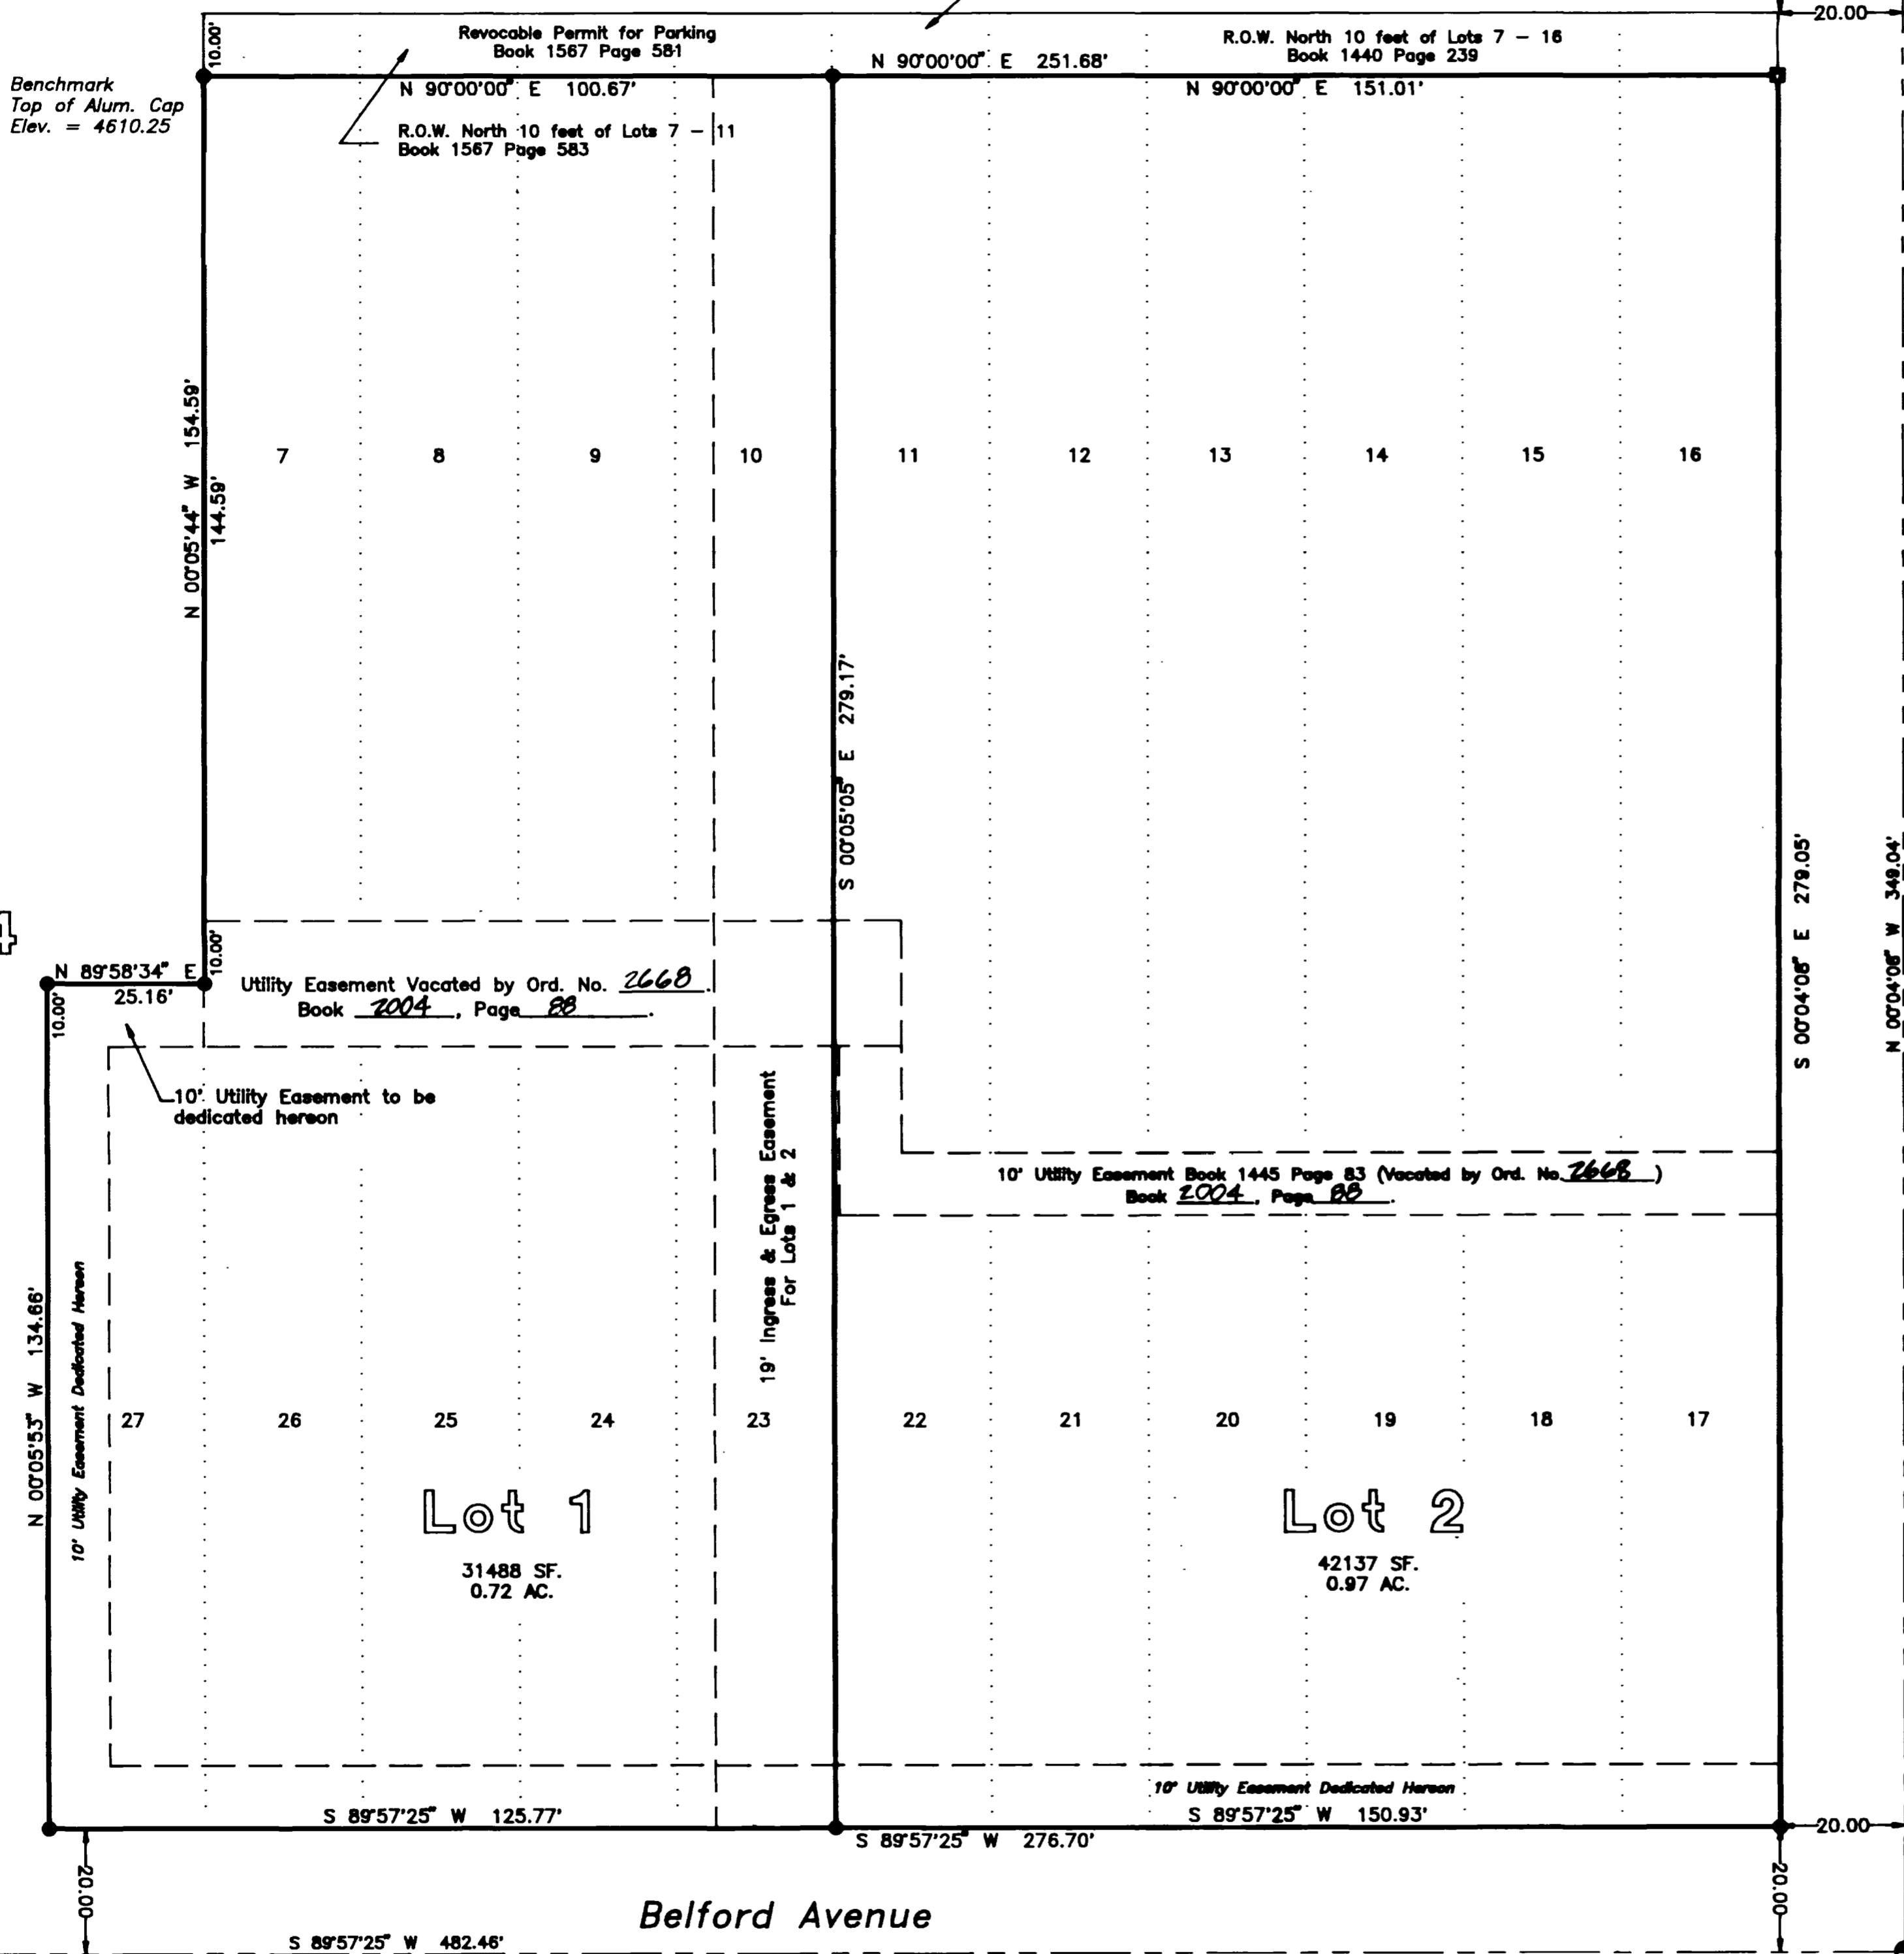 20.00
10.00'
Revocable Permit for Parking
Book 1567 Page 581
R.O.W. North 10 feet of Lots 7 - 16
Book 1440 Page 239
N 90°00'00" E 251.68'
Benchmark
Top of Alum. Cap
Elev. = 4610.25
N 90°00'00" E 100.67'
N 90°00'00" E 151.01'
R.O.W. North 10 feet of Lots 7 - 11
Book 1567 Page 583
N 00°05'44" W 154.59'
144.59'
7 8 9 10 11 12 13 14 15 16
S 00°05'05" E 279.17'
S 00°04'08" E 279.05'
N 00°04'08" W 349.04'
10.00'
N 89°58'34" E
25.16'
10.00'
Utility Easement Vacated by Ord. No. 2668.
Book 2004, Page 88.
10' Utility Easement to be
dedicated hereon
19' Ingress & Egress Easement
For Lots 1 & 2
10' Utility Easement Book 1445 Page 83 (Vacated by Ord. No. 2668)
Book 2004, Page 88.
N 00°05'53" W 134.66'
10' Utility Easement Dedicated Hereon
27 26 25 24 23 22 21 20 19 18 17
Lot 1
31488 SF.
0.72 AC.
Lot 2
42137 SF.
0.97 AC.
10' Utility Easement Dedicated Hereon
S 89°57'25" W 125.77'
S 89°57'25" W 150.93'
S 89°57'25" W 276.70'
20.00
20.00
20.00
Belford Avenue
S 89°57'25" W 482.46'